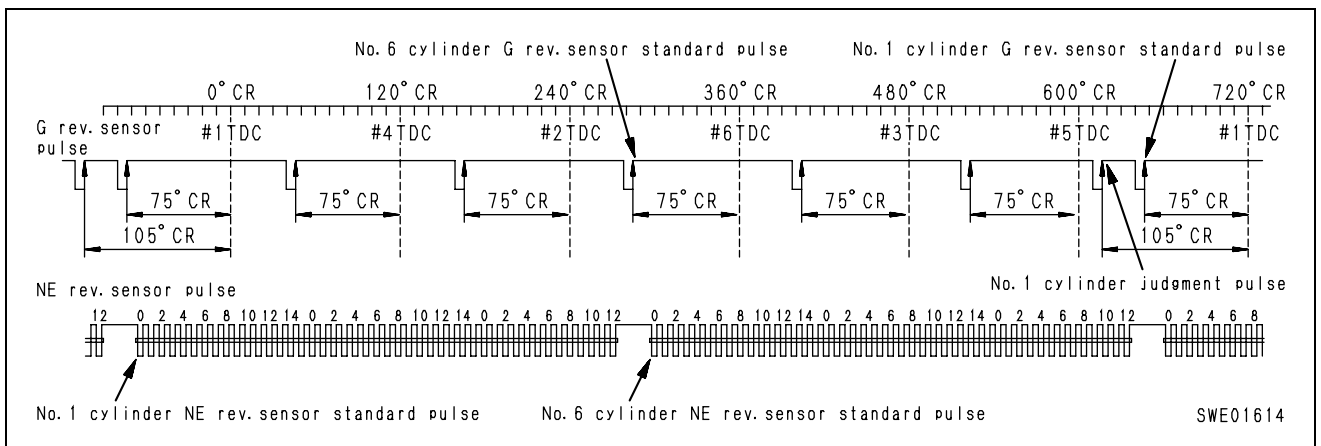 No.6 cylinder G rev.sensor standard pulse No.1 cylinder G rev.sensor standard pulse
0°CR 120°CR 240°CR 360°CR 480°CR 600°CR 720°CR
G rev.sensor pulse
#1TDC #4TDC #2TDC #6TDC #3TDC #5TDC #1TDC
75°CR 75°CR 75°CR 75°CR 75°CR 75°CR 75°CR
105°CR 105°CR
No.1 cylinder judgment pulse
NE rev.sensor pulse
12 0 2 4 6 8 10 12 14 0 2 4 6 8 10 12 14 0 2 4 6 8 10 12 0 2 4 6 8 10 12 14 0 2 4 6 8 10 12 14 0 2 4 6 8 10 12 0 2 4 6 8
No.1 cylinder NE rev.sensor standard pulse No.6 cylinder NE rev.sensor standard pulse
SWE01614